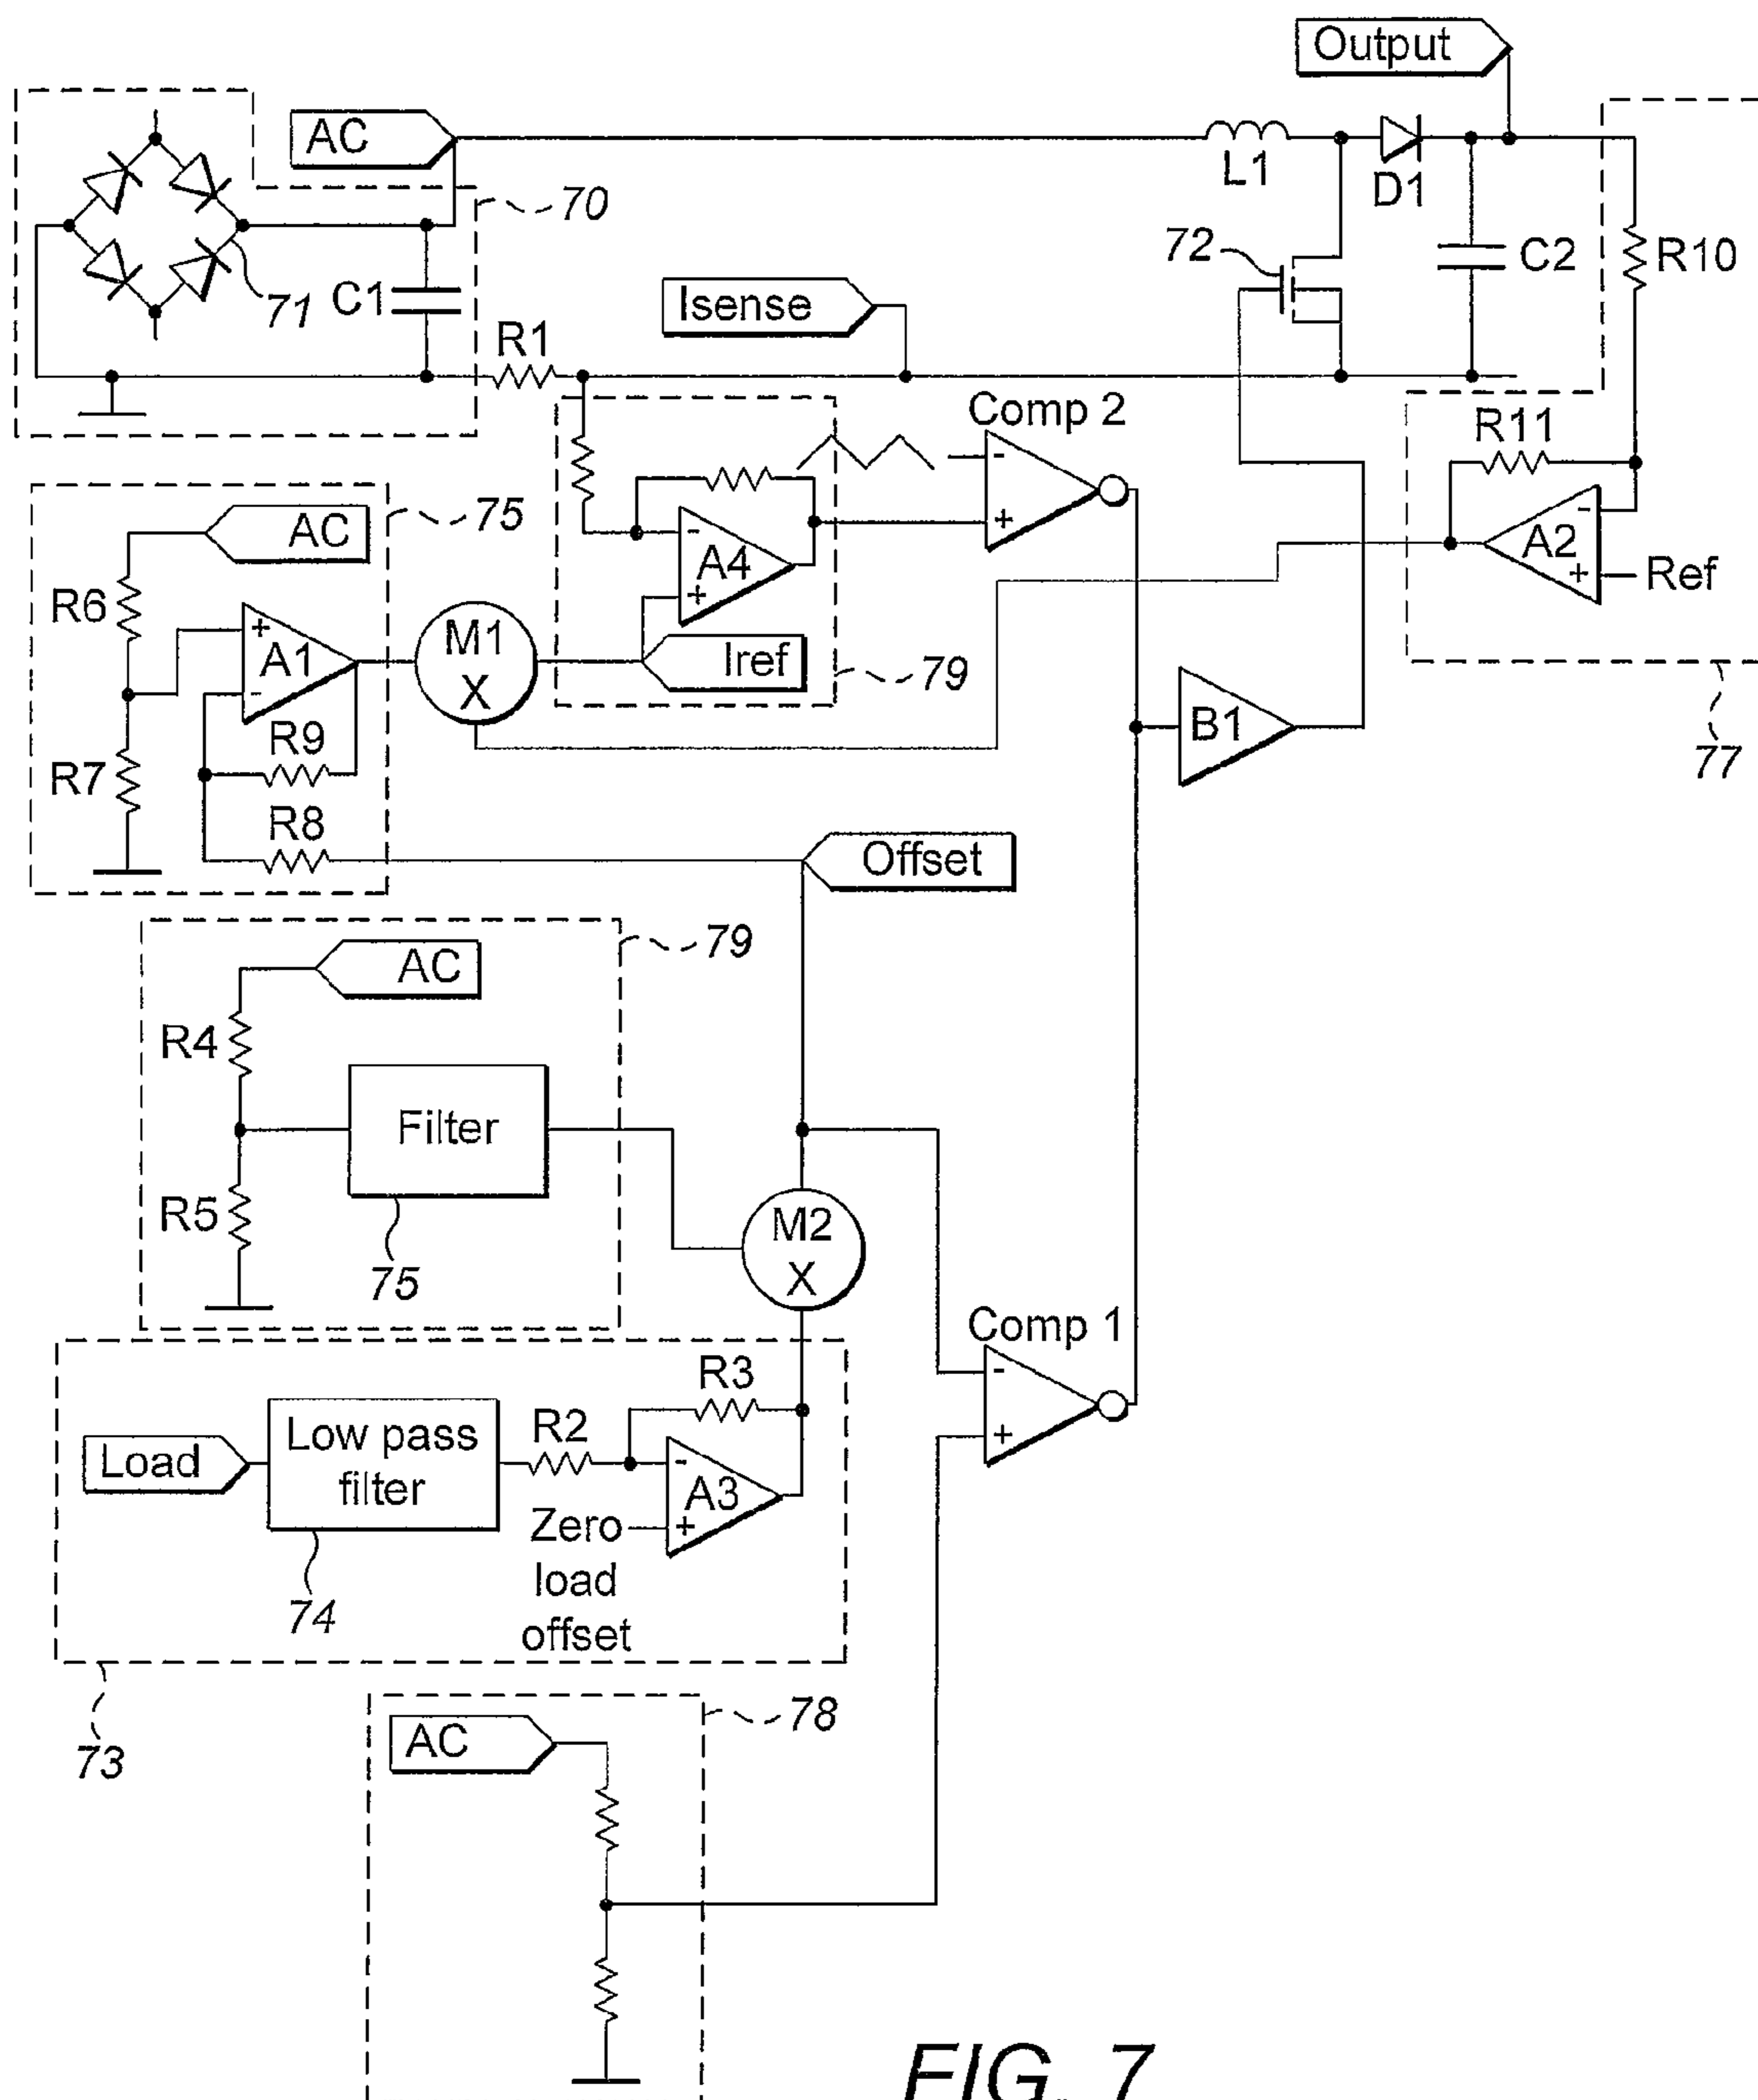 Output
AC
L1
D1
70
72
C2
R10
71
C1
Isense
R1
Comp 2
-
+
R11
75
AC
R6
-
A4
+
A2
-
+
Ref
M1
X
Iref
79
+
A1
-
R9
R7
R8
B1
77
Offset
79
AC
R4
Filter
R5
75
M2
X
Comp 1
-
+
R3
R2
Load
Low pass
filter
-
A3
+
Zero
load
offset
74
73
78
AC
FIG. 7